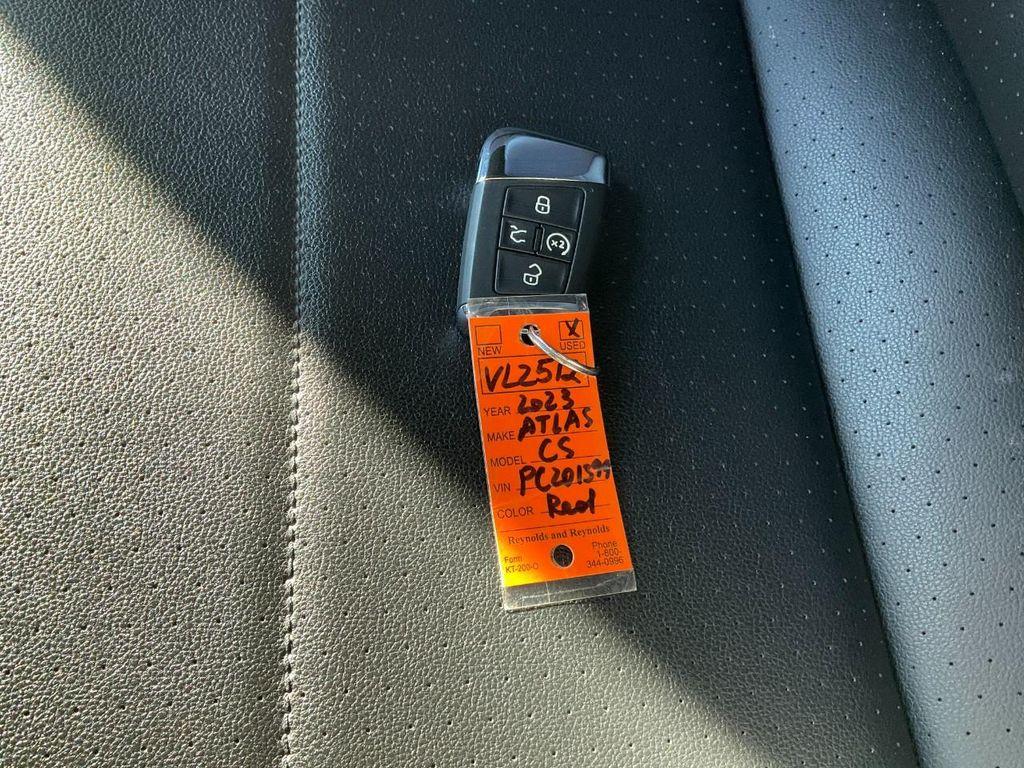 x2
NEW
X
USED
VL2512
YEAR 2023
MAKE ATLAS
MODEL CS
VIN
COLOR Red
Reynolds and Reynolds
Form
KT-200-O
Phone
1-800-
344-0996